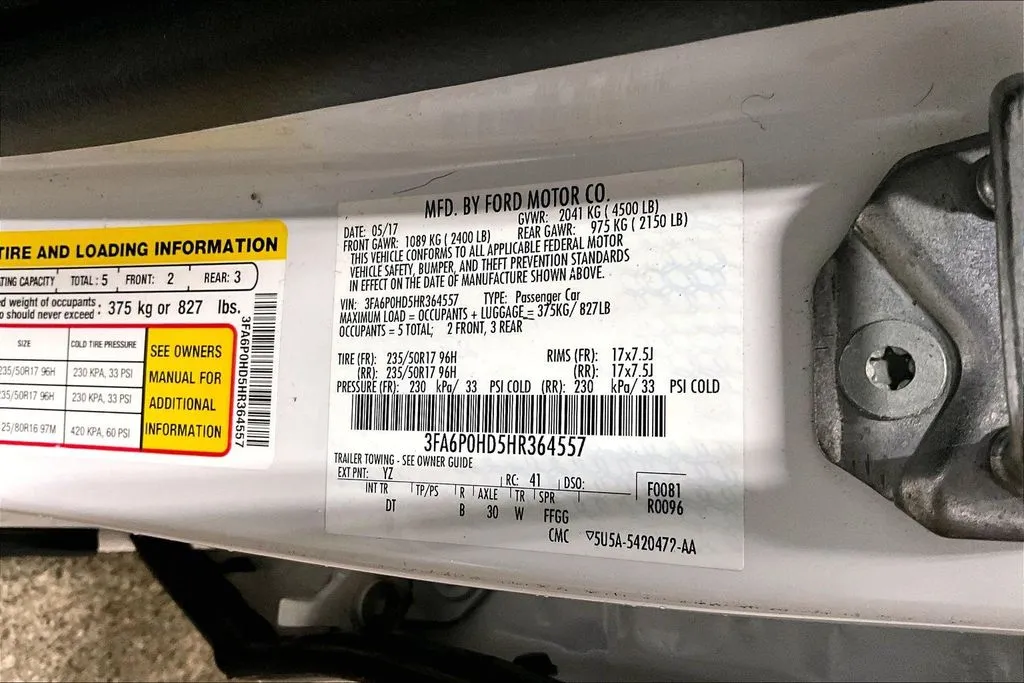 TIRE AND LOADING INFORMATION
TING CAPACITY TOTAL: 5 FRONT: 2 REAR: 3
ed weight of occupants
o should never exceed : 375 kg or 827 lbs.
SIZE COLD TIRE PRESSURE
235/50R17 96H 230 KPA, 33 PSI
235/50R17 96H 230 KPA, 33 PSI
25/80R16 97M 420 KPA, 60 PSI
SEE OWNERS
MANUAL FOR
ADDITIONAL
INFORMATION
3FA6P0HD5HR364557
MFD. BY FORD MOTOR CO.
DATE: 05/17 GVWR: 2041 KG ( 4500 LB)
FRONT GAWR: 1089 KG ( 2400 LB) REAR GAWR: 975 KG ( 2150 LB)
THIS VEHICLE CONFORMS TO ALL APPLICABLE FEDERAL MOTOR
VEHICLE SAFETY, BUMPER, AND THEFT PREVENTION STANDARDS
IN EFFECT ON THE DATE OF MANUFACTURE SHOWN ABOVE.
VIN: 3FA6P0HD5HR364557 TYPE: Passenger Car
MAXIMUM LOAD = OCCUPANTS + LUGGAGE = 375KG/ 827LB
OCCUPANTS = 5 TOTAL; 2 FRONT, 3 REAR
TIRE (FR): 235/50R17 96H RIMS (FR): 17x7.5J
(RR): 235/50R17 96H (RR): 17x7.5J
PRESSURE (FR): 230 kPa/ 33 PSI COLD (RR): 230 kPa/ 33 PSI COLD
3FA6P0HD5HR364557
TRAILER TOWING - SEE OWNER GUIDE
EXT PNT: YZ RC: 41 DSO: F0081
INT TR TP/PS R AXLE TR SPR R0096
DT B 30 W FFGG
CMC 5U5A-5420472-AA